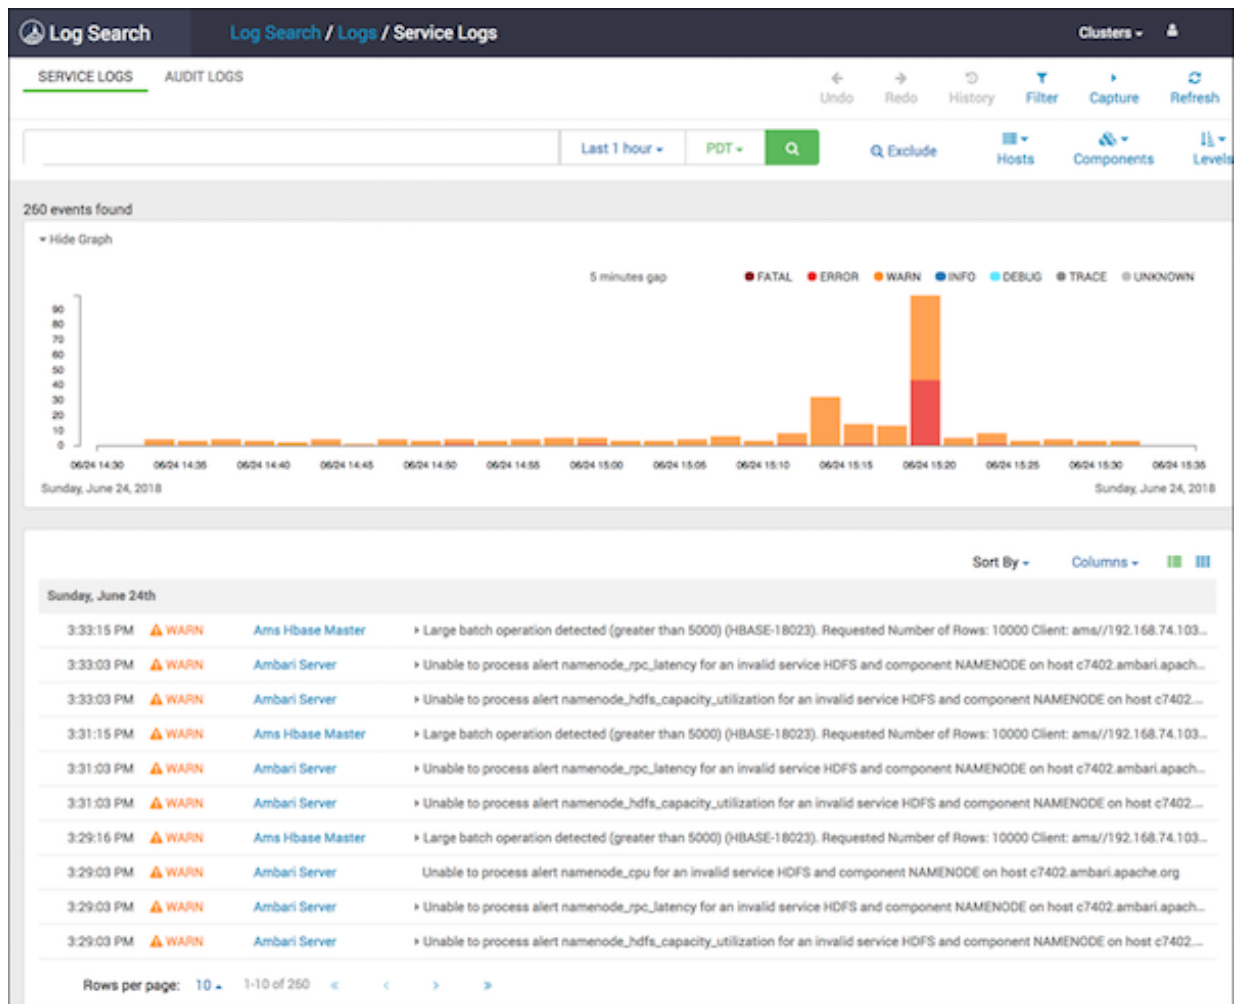 Log Search
Log Search / Logs / Service Logs
Clusters
SERVICE LOGS AUDIT LOGS
Undo Redo History Filter Capture Refresh
Last 1 hour PDT Exclude Hosts Components Levels
260 events found
Hide Graph
5 minutes gap FATAL ERROR WARN INFO DEBUG TRACE UNKNOWN
90
80
70
60
50
40
30
20
10
0
06/24 14:30 06/24 14:35 06/24 14:40 06/24 14:45 06/24 14:50 06/24 14:55 06/24 15:00 06/24 15:05 06/24 15:10 06/24 15:15 06/24 15:20 06/24 15:25 06/24 15:30 06/24 15:35
Sunday, June 24, 2018 Sunday, June 24, 2018
Sort By Columns
Sunday, June 24th
3:33:15 PM WARN Ams Hbase Master Large batch operation detected (greater than 5000) (HBASE-18023). Requested Number of Rows: 10000 Client: ams//192.168.74.103...
3:33:03 PM WARN Ambari Server Unable to process alert namenode_rpc_latency for an invalid service HDFS and component NAMENODE on host c7402.ambari.apach...
3:33:03 PM WARN Ambari Server Unable to process alert namenode_hdfs_capacity_utilization for an invalid service HDFS and component NAMENODE on host c7402....
3:31:15 PM WARN Ams Hbase Master Large batch operation detected (greater than 5000) (HBASE-18023). Requested Number of Rows: 10000 Client: ams//192.168.74.103...
3:31:03 PM WARN Ambari Server Unable to process alert namenode_rpc_latency for an invalid service HDFS and component NAMENODE on host c7402.ambari.apach...
3:31:03 PM WARN Ambari Server Unable to process alert namenode_hdfs_capacity_utilization for an invalid service HDFS and component NAMENODE on host c7402....
3:29:16 PM WARN Ams Hbase Master Large batch operation detected (greater than 5000) (HBASE-18023). Requested Number of Rows: 10000 Client: ams//192.168.74.103...
3:29:03 PM WARN Ambari Server Unable to process alert namenode_cpu for an invalid service HDFS and component NAMENODE on host c7402.ambari.apache.org
3:29:03 PM WARN Ambari Server Unable to process alert namenode_rpc_latency for an invalid service HDFS and component NAMENODE on host c7402.ambari.apach...
3:29:03 PM WARN Ambari Server Unable to process alert namenode_hdfs_capacity_utilization for an invalid service HDFS and component NAMENODE on host c7402....
Rows per page: 10 1-10 of 260 « ‹ › »